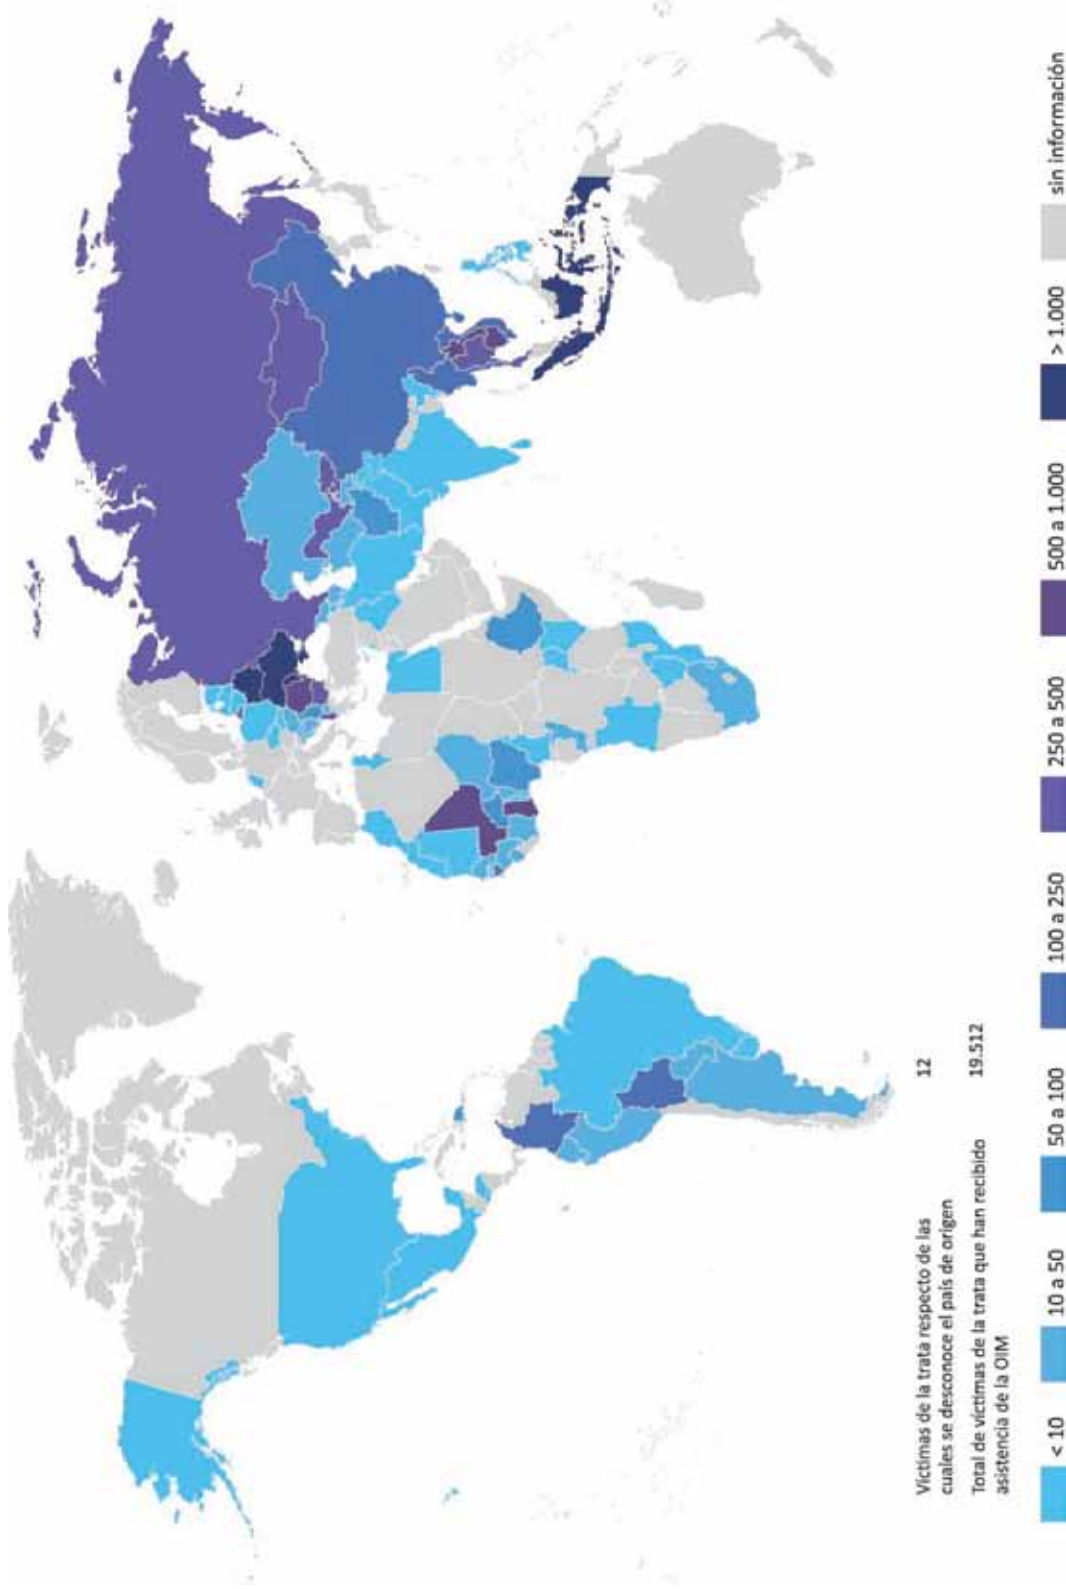 Víctimas de la trata respecto de las
cuales se desconoce el país de origen 12
Total de víctimas de la trata que han recibido 19.512
asistencia de la OIM
< 10 10 a 50 50 a 100 100 a 250 250 a 500 500 a 1.000 > 1.000 sin información